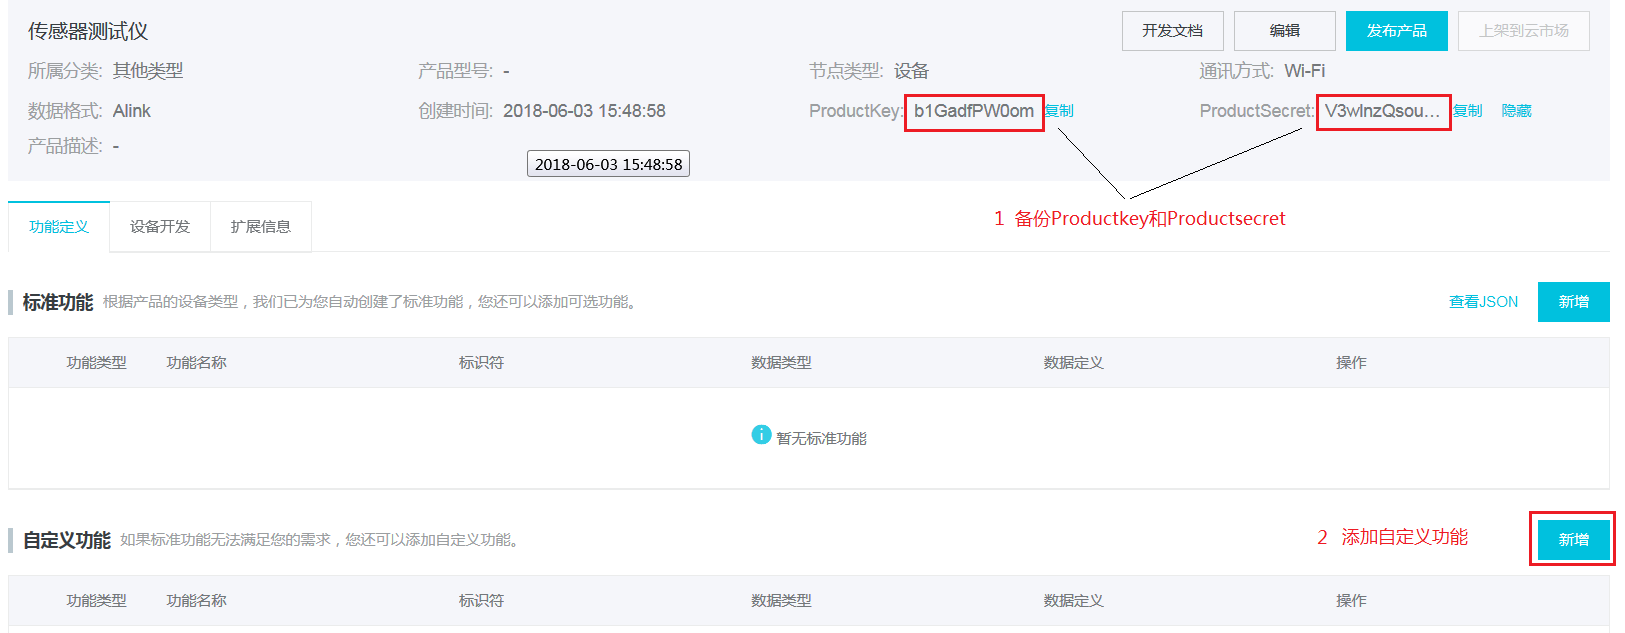 传感器测试仪
开发文档 编辑 发布产品 上架到云市场
所属分类: 其他类型 产品型号: - 节点类型: 设备 通讯方式: Wi-Fi
数据格式: Alink 创建时间: 2018-06-03 15:48:58 ProductKey: b1GadfPW0om 复制 ProductSecret: V3wInzQsou... 复制 隐藏
产品描述: -
2018-06-03 15:48:58
1 备份Productkey和Productsecret
功能定义 设备开发 扩展信息
标准功能 根据产品的设备类型，我们已为您自动创建了标准功能，您还可以添加可选功能。 查看JSON 新增
功能类型 功能名称 标识符 数据类型 数据定义 操作
暂无标准功能
自定义功能 如果标准功能无法满足您的需求，您还可以添加自定义功能。 2 添加自定义功能 新增
功能类型 功能名称 标识符 数据类型 数据定义 操作